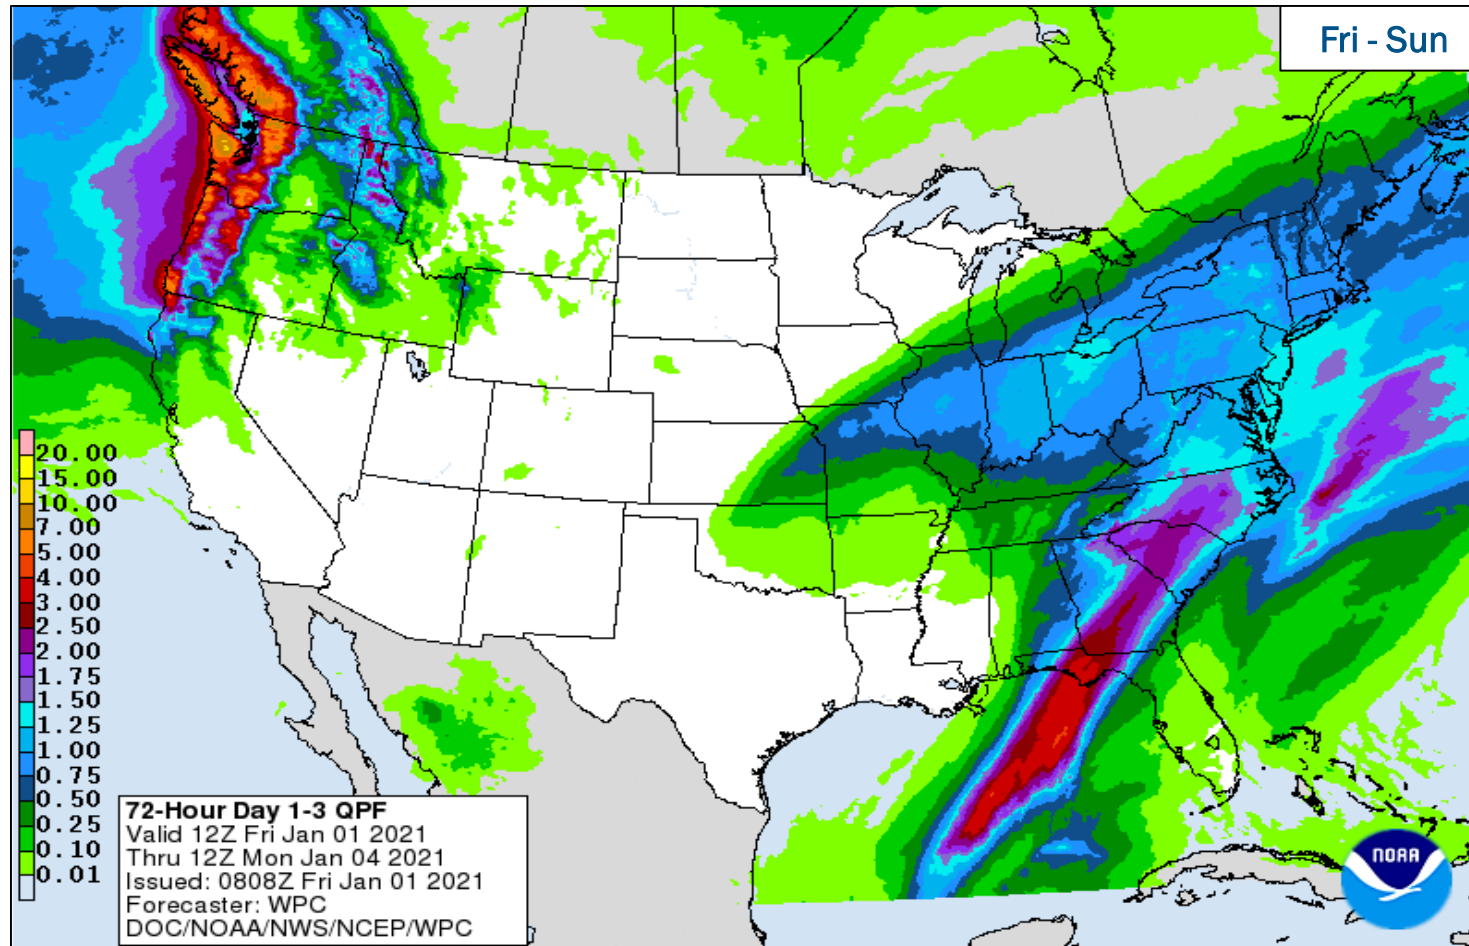 Fri - Sun
20.00
15.00
10.00
7.00
5.00
4.00
3.00
2.50
2.00
1.75
1.50
1.25
1.00
0.75
0.50
0.25
0.10
0.01
72-Hour Day 1-3 QPF
Valid 12Z Fri Jan 01 2021
Thru 12Z Mon Jan 04 2021
Issued: 0808Z Fri Jan 01 2021
Forecaster: WPC
DOC/NOAA/NWS/NCEP/WPC
NOAA